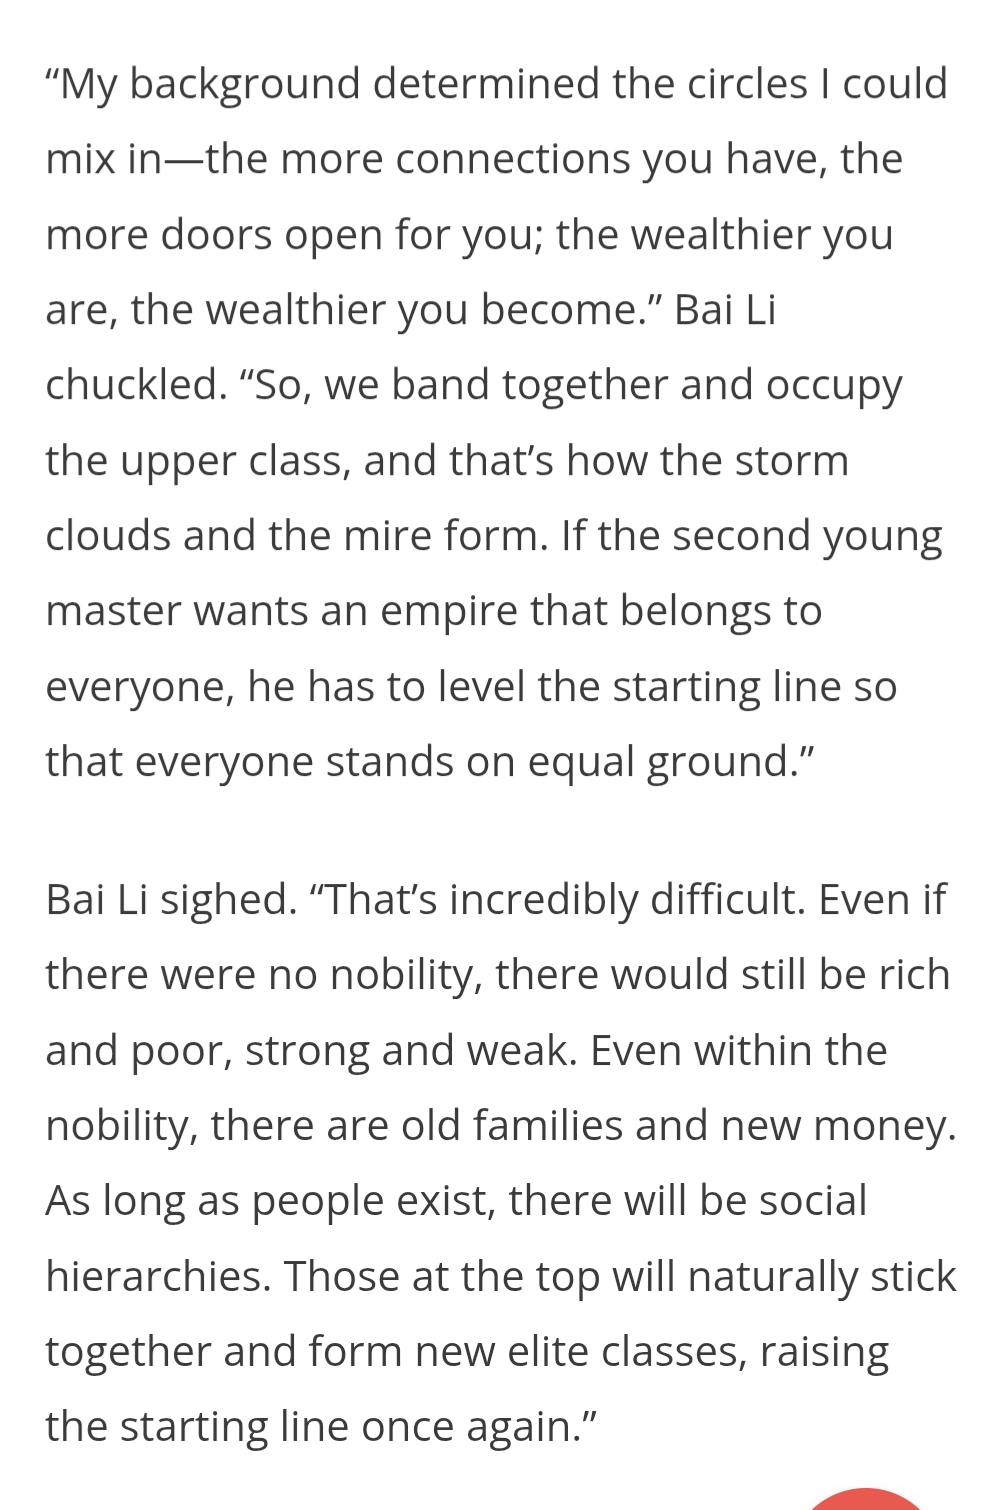 “My background determined the circles I could
mix in—the more connections you have, the
more doors open for you; the wealthier you
are, the wealthier you become.” Bai Li
chuckled. “So, we band together and occupy
the upper class, and that’s how the storm
clouds and the mire form. If the second young
master wants an empire that belongs to
everyone, he has to level the starting line so
that everyone stands on equal ground.”
Bai Li sighed. “That’s incredibly difficult. Even if
there were no nobility, there would still be rich
and poor, strong and weak. Even within the
nobility, there are old families and new money.
As long as people exist, there will be social
hierarchies. Those at the top will naturally stick
together and form new elite classes, raising
the starting line once again.”